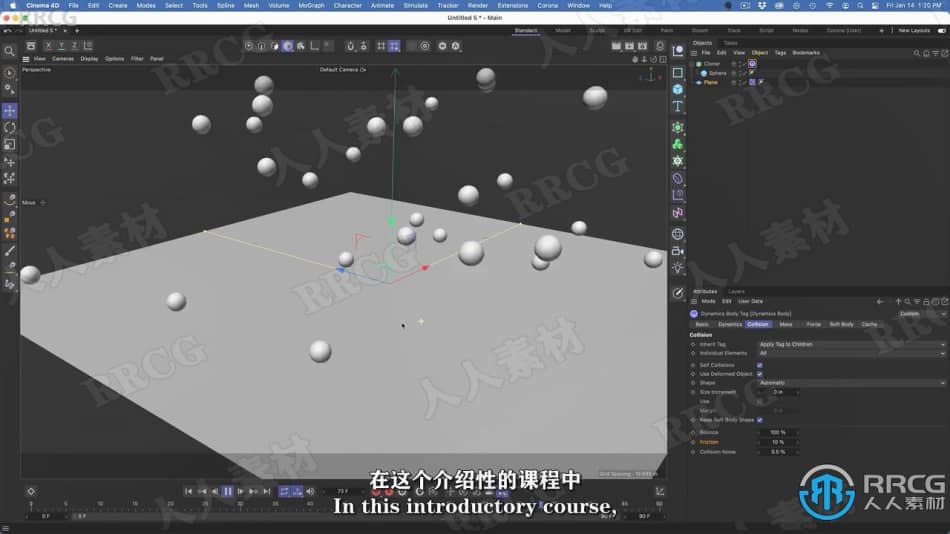 Cinema 4D File Edit Create Modes Select Tools Spline Mesh Volume MoGraph Character Animate Simulate Tracker Render Extensions Corona Window Help
Fri Jan 14 1:20 PM
Untitled 5 * - Main
Untitled 5 *
Standard Model Sculpt UV Edit Paint Groom Track Script Nodes Corona (User) New Layouts
View Cameras Display Options Filter Panel
Perspective
Default Camera
Move
Objects Takes
File Edit View Object Tags Bookmarks
Cloner
Sphere
Plane
Attributes Layers
Mode Edit User Data
Dynamics Body Tag [Dynamics Body]
Custom
Basic Dynamics Collision Mass Force Soft Body Cache
Collision
Inherit Tag Apply Tag to Children
Individual Elements All
Self Collisions
Use Deformed Object
Shape Automatic
Size Increment 0 in
Use
Keep Soft Body Shape
Bounce 100 %
Friction 10 %
Collision Noise 0.5 %
73 F
0 F
90 F
RRCG
人人素材
在这个介绍性的课程中
In this introductory course,
RRCG
人人素材